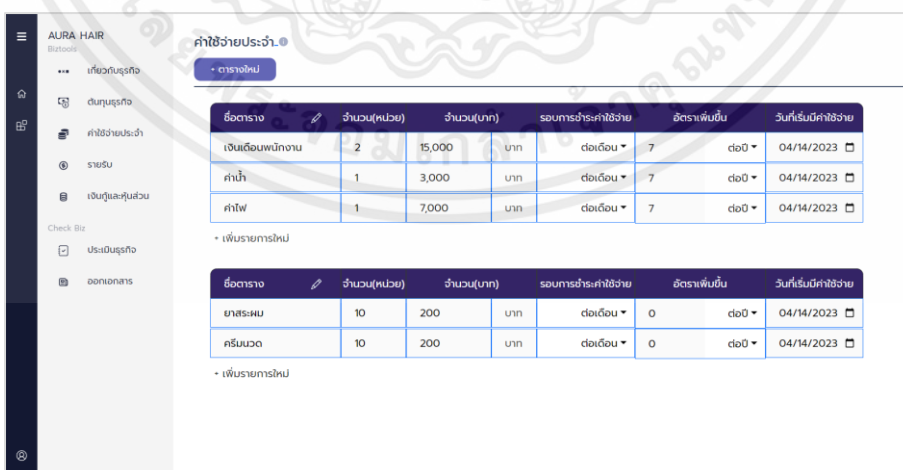 AURA HAIR
Biztools
เกี่ยวกับธุรกิจ
ต้นทุนธุรกิจ
ค่าใช้จ่ายประจำ
รายรับ
เงินกู้และหุ้นส่วน
Check Biz
ประเมินธุรกิจ
ออกเอกสาร
ค่าใช้จ่ายประจำ
+ ตารางใหม่
ชื่อตาราง จำนวน(หน่วย) จำนวน(บาท) รอบการชำระค่าใช้จ่าย อัตราเพิ่มขึ้น วันที่เริ่มมีค่าใช้จ่าย
เงินเดือนพนักงาน 2 15,000 บาท ต่อเดือน 7 ต่อปี 04/14/2023
ค่าน้ำ 1 3,000 บาท ต่อเดือน 7 ต่อปี 04/14/2023
ค่าไฟ 1 7,000 บาท ต่อเดือน 7 ต่อปี 04/14/2023
+ เพิ่มรายการใหม่
ชื่อตาราง จำนวน(หน่วย) จำนวน(บาท) รอบการชำระค่าใช้จ่าย อัตราเพิ่มขึ้น วันที่เริ่มมีค่าใช้จ่าย
ยาสระผม 10 200 บาท ต่อเดือน 0 ต่อปี 04/14/2023
ครีมนวด 10 200 บาท ต่อเดือน 0 ต่อปี 04/14/2023
+ เพิ่มรายการใหม่